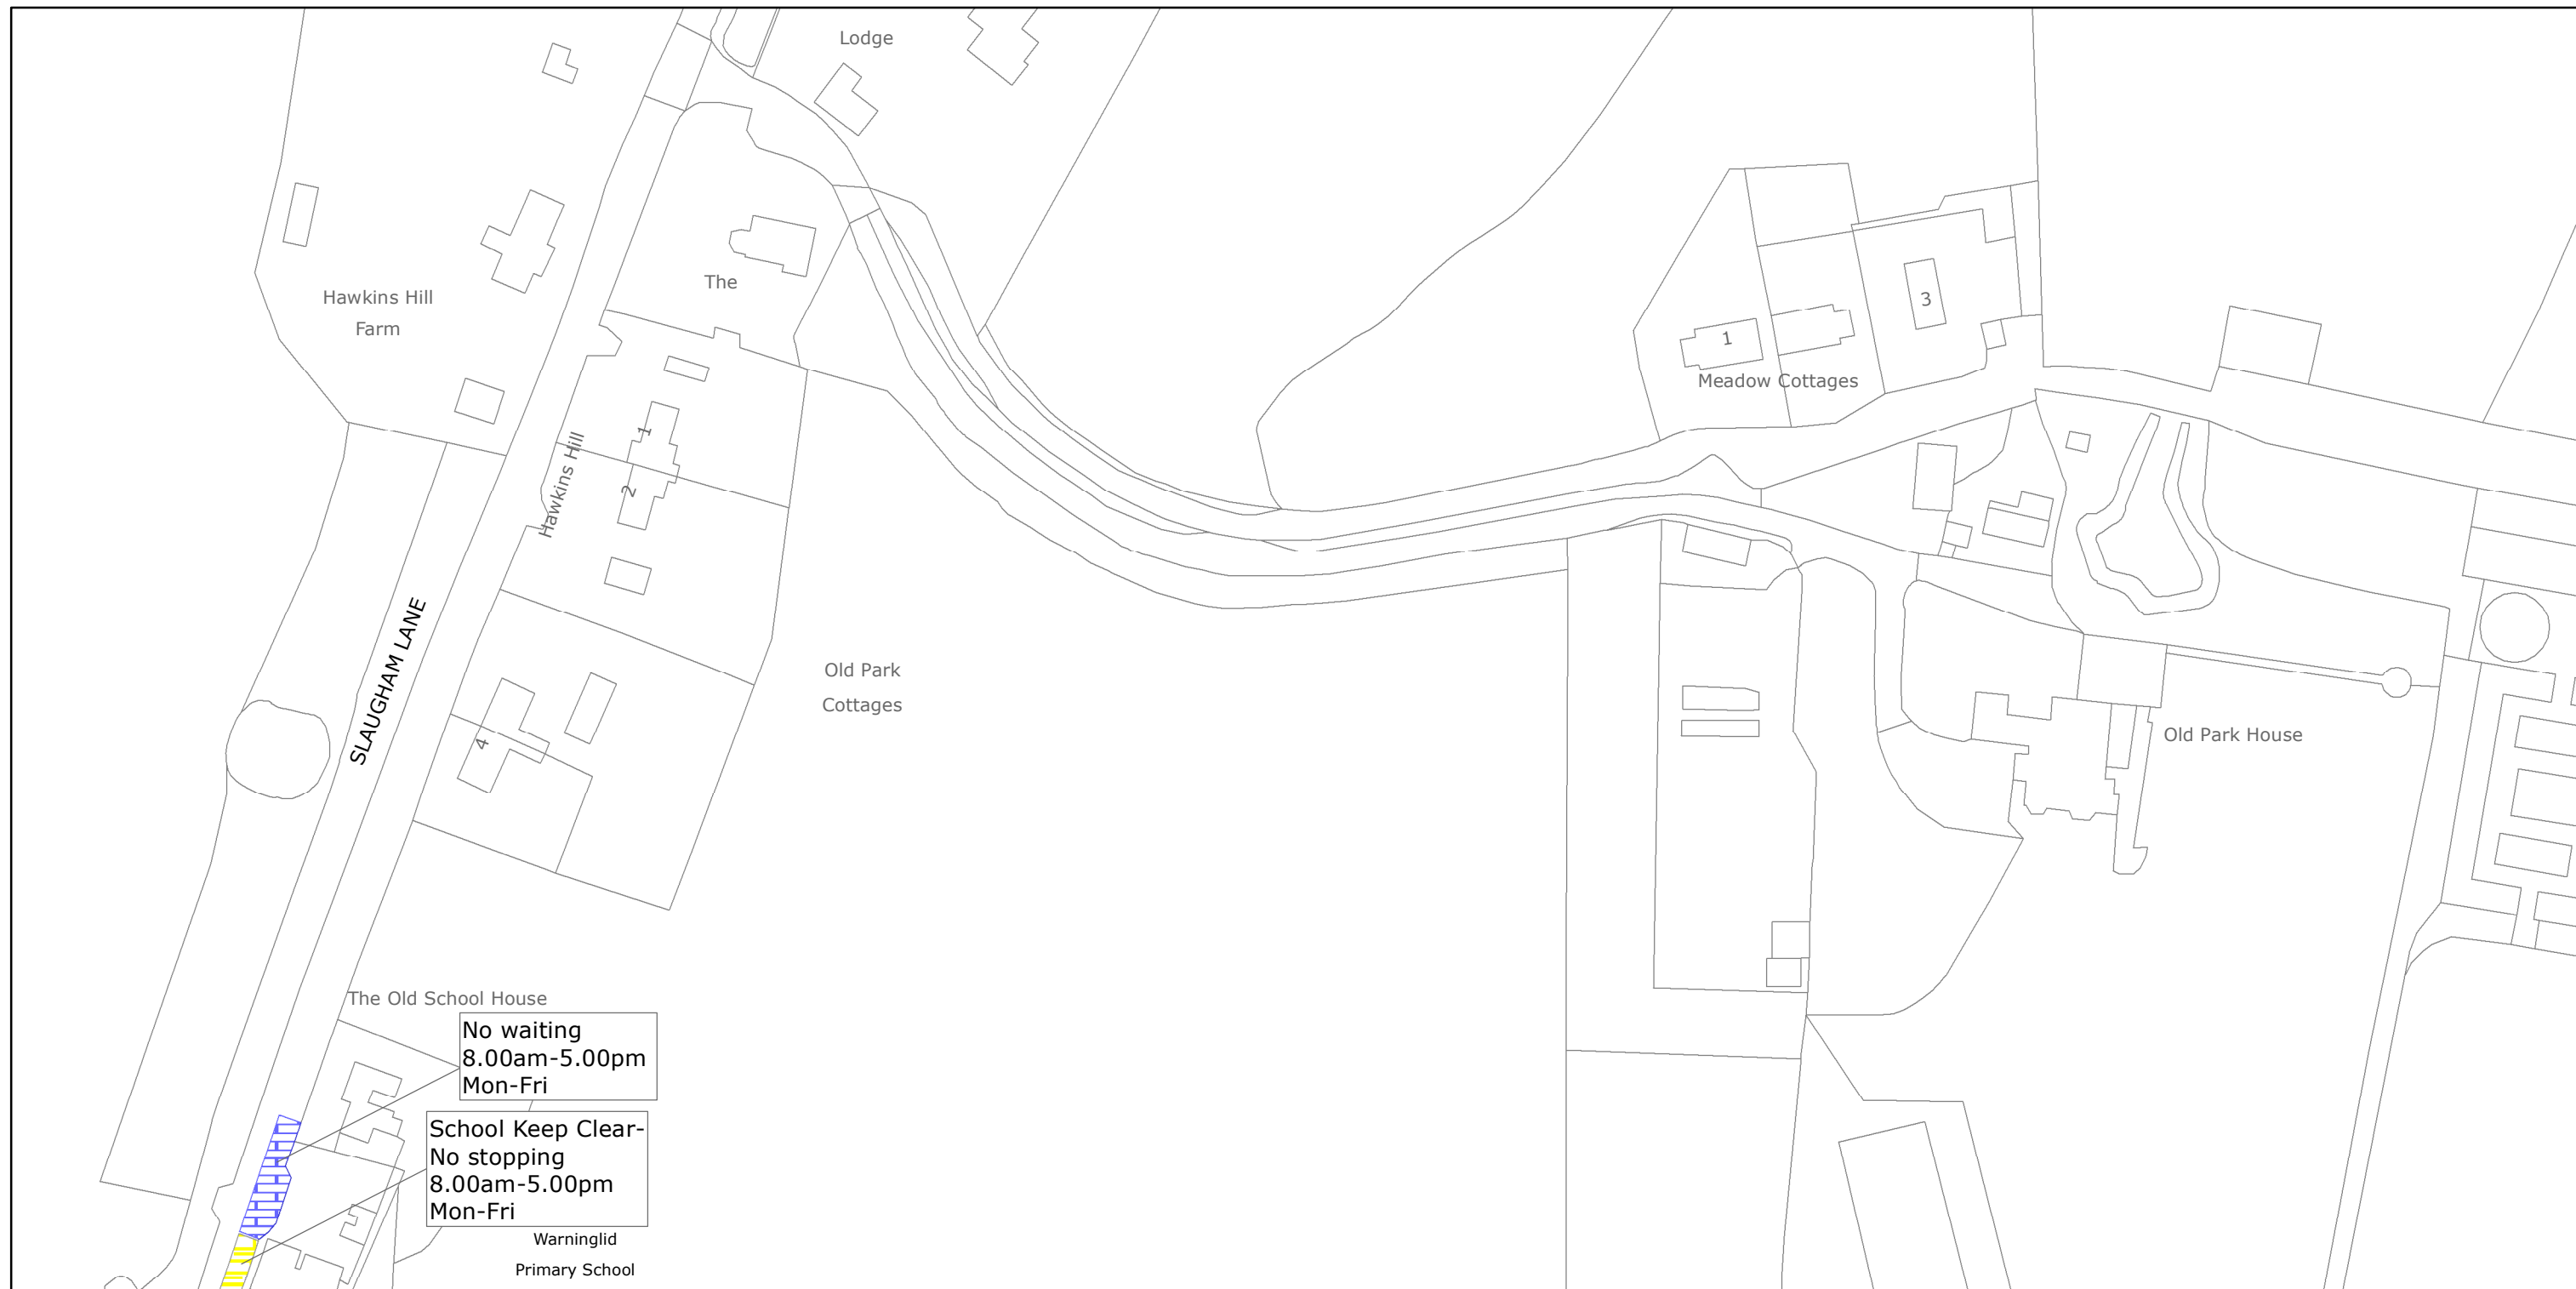 Lodge
Hawkins Hill
Farm
The
1
2
Hawkins Hill
3
1
Meadow Cottages
SLAUGHAM LANE
4
Old Park
Cottages
Old Park House
The Old School House
No waiting
8.00am-5.00pm
Mon-Fri
School Keep Clear-
No stopping
8.00am-5.00pm
Mon-Fri
Warninglid
Primary School